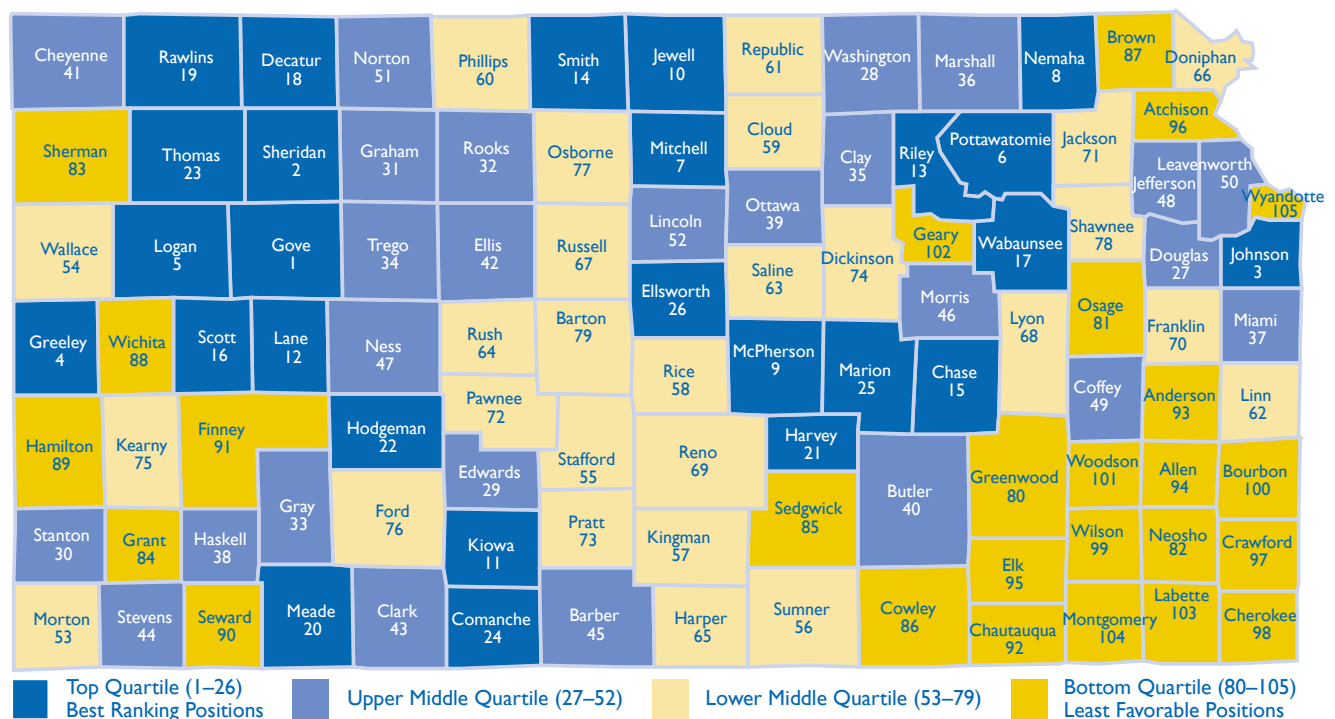 Cheyenne
41
Rawlins
19
Decatur
18
Norton
51
Phillips
60
Smith
14
Jewell
10
Republic
61
Washington
28
Marshall
36
Nemaha
8
Brown
87
Doniphan
66
Sherman
83
Thomas
23
Sheridan
2
Graham
31
Rooks
32
Osborne
77
Mitchell
7
Cloud
59
Clay
35
Riley
13
Pottawatomie
6
Jackson
71
Atchison
96
Jefferson
48
Leavenworth
50
Wyandotte
105
Wallace
54
Logan
5
Gove
1
Trego
34
Ellis
42
Russell
67
Lincoln
52
Ottawa
39
Saline
63
Dickinson
74
Geary
102
Wabaunsee
17
Shawnee
78
Douglas
27
Johnson
3
Ellsworth
26
Morris
46
Lyon
68
Osage
81
Franklin
70
Miami
37
Greeley
4
Wichita
88
Scott
16
Lane
12
Ness
47
Rush
64
Barton
79
Rice
58
McPherson
9
Marion
25
Chase
15
Coffey
49
Anderson
93
Linn
62
Pawnee
72
Hamilton
89
Kearny
75
Finney
91
Hodgeman
22
Edwards
29
Stafford
55
Reno
69
Harvey
21
Butler
40
Greenwood
80
Woodson
101
Allen
94
Bourbon
100
Gray
33
Ford
76
Pratt
73
Kingman
57
Sedgwick
85
Stanton
30
Grant
84
Haskell
38
Kiowa
11
Elk
95
Wilson
99
Neosho
82
Crawford
97
Morton
53
Stevens
44
Seward
90
Meade
20
Clark
43
Comanche
24
Barber
45
Harper
65
Sumner
56
Cowley
86
Chautauqua
92
Montgomery
104
Labette
103
Cherokee
98
Top Quartile (1–26)
Best Ranking Positions
Upper Middle Quartile (27–52)
Lower Middle Quartile (53–79)
Bottom Quartile (80–105)
Least Favorable Positions